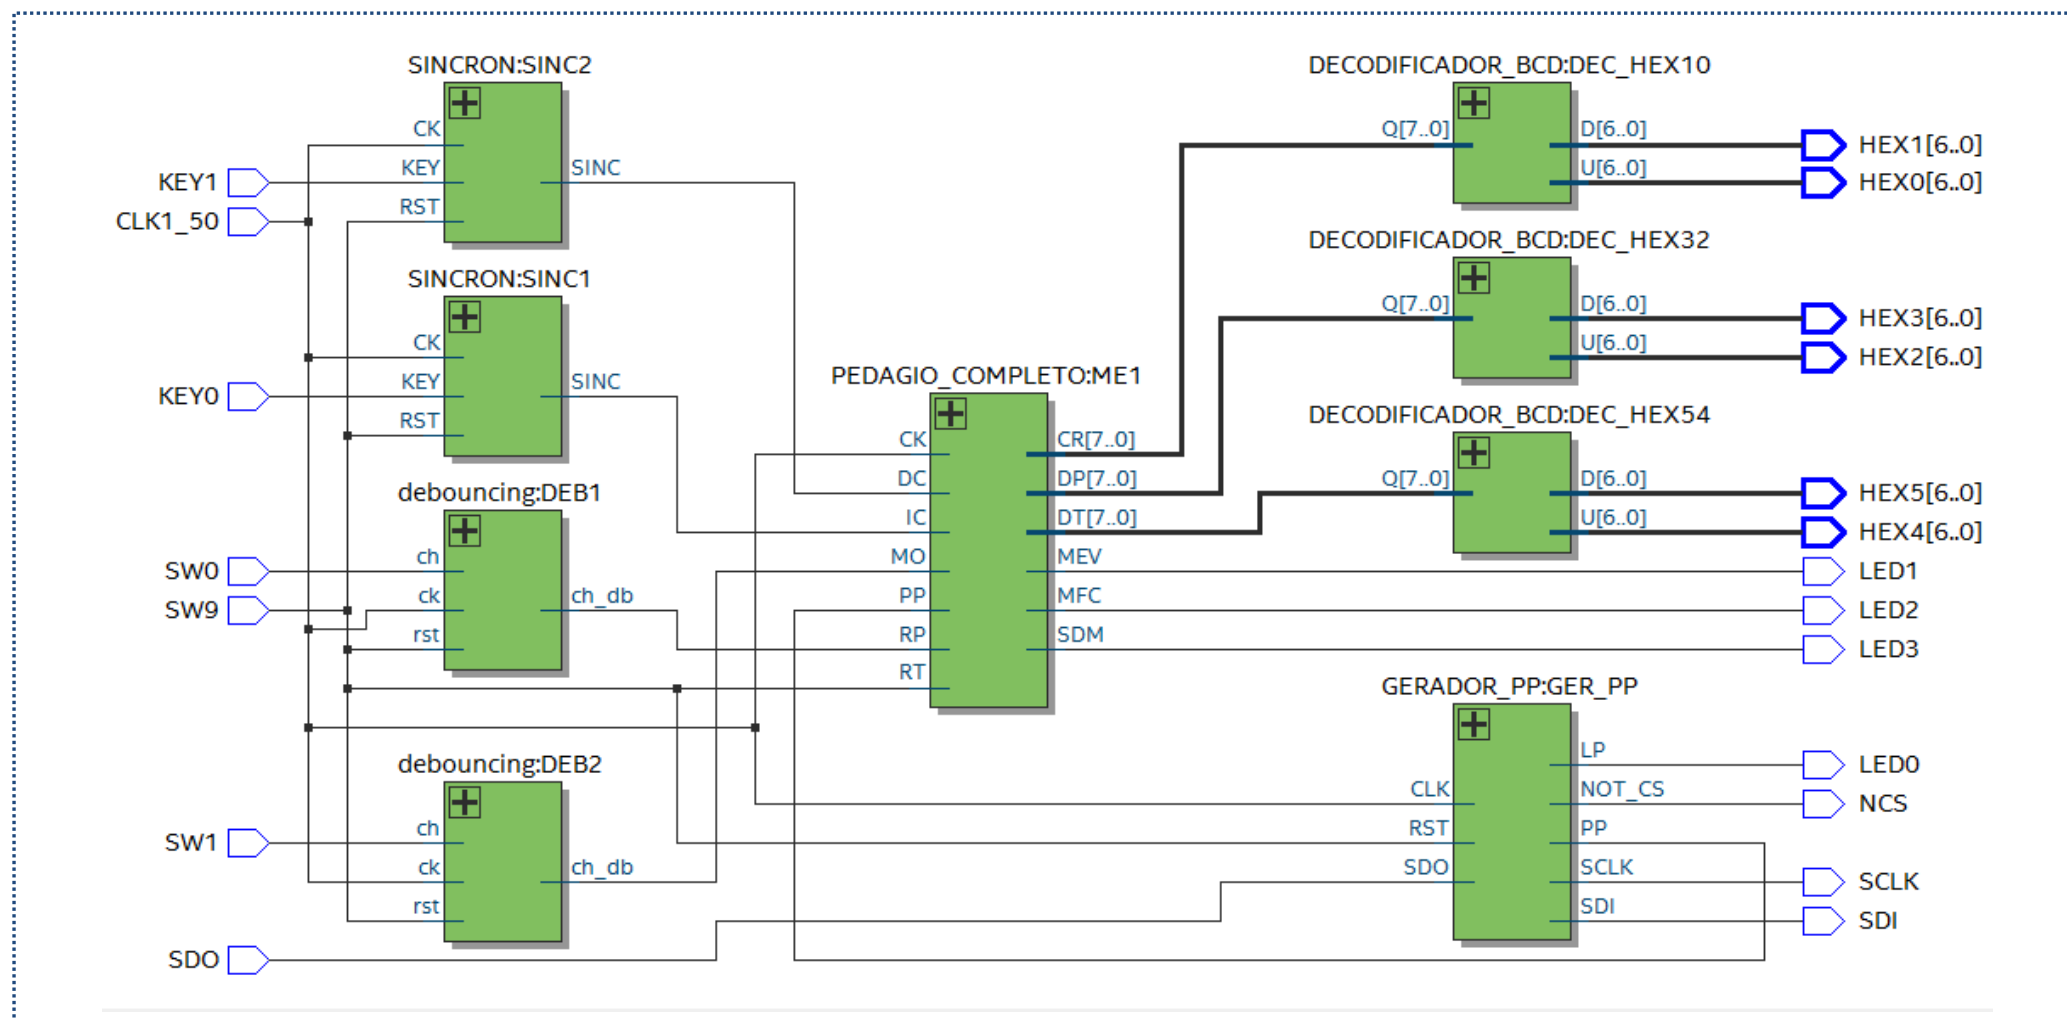 SINCRON:SINC2
CK
KEY
RST
SINC
KEY1
CLK1_50
SINCRON:SINC1
CK
KEY
RST
SINC
KEY0
debouncing:DEB1
ch
ck
rst
ch_db
SW0
SW9
debouncing:DEB2
ch
ck
rst
ch_db
SW1
SDO
PEDAGIO_COMPLETO:ME1
CK
DC
IC
MO
PP
RP
RT
CR[7..0]
DP[7..0]
DT[7..0]
MEV
MFC
SDM
DECODIFICADOR_BCD:DEC_HEX10
Q[7..0]
D[6..0]
U[6..0]
HEX1[6..0]
HEX0[6..0]
DECODIFICADOR_BCD:DEC_HEX32
Q[7..0]
D[6..0]
U[6..0]
HEX3[6..0]
HEX2[6..0]
DECODIFICADOR_BCD:DEC_HEX54
Q[7..0]
D[6..0]
U[6..0]
HEX5[6..0]
HEX4[6..0]
LED1
LED2
LED3
GERADOR_PP:GER_PP
CLK
RST
SDO
LP
NOT_CS
PP
SCLK
SDI
LED0
NCS
SCLK
SDI